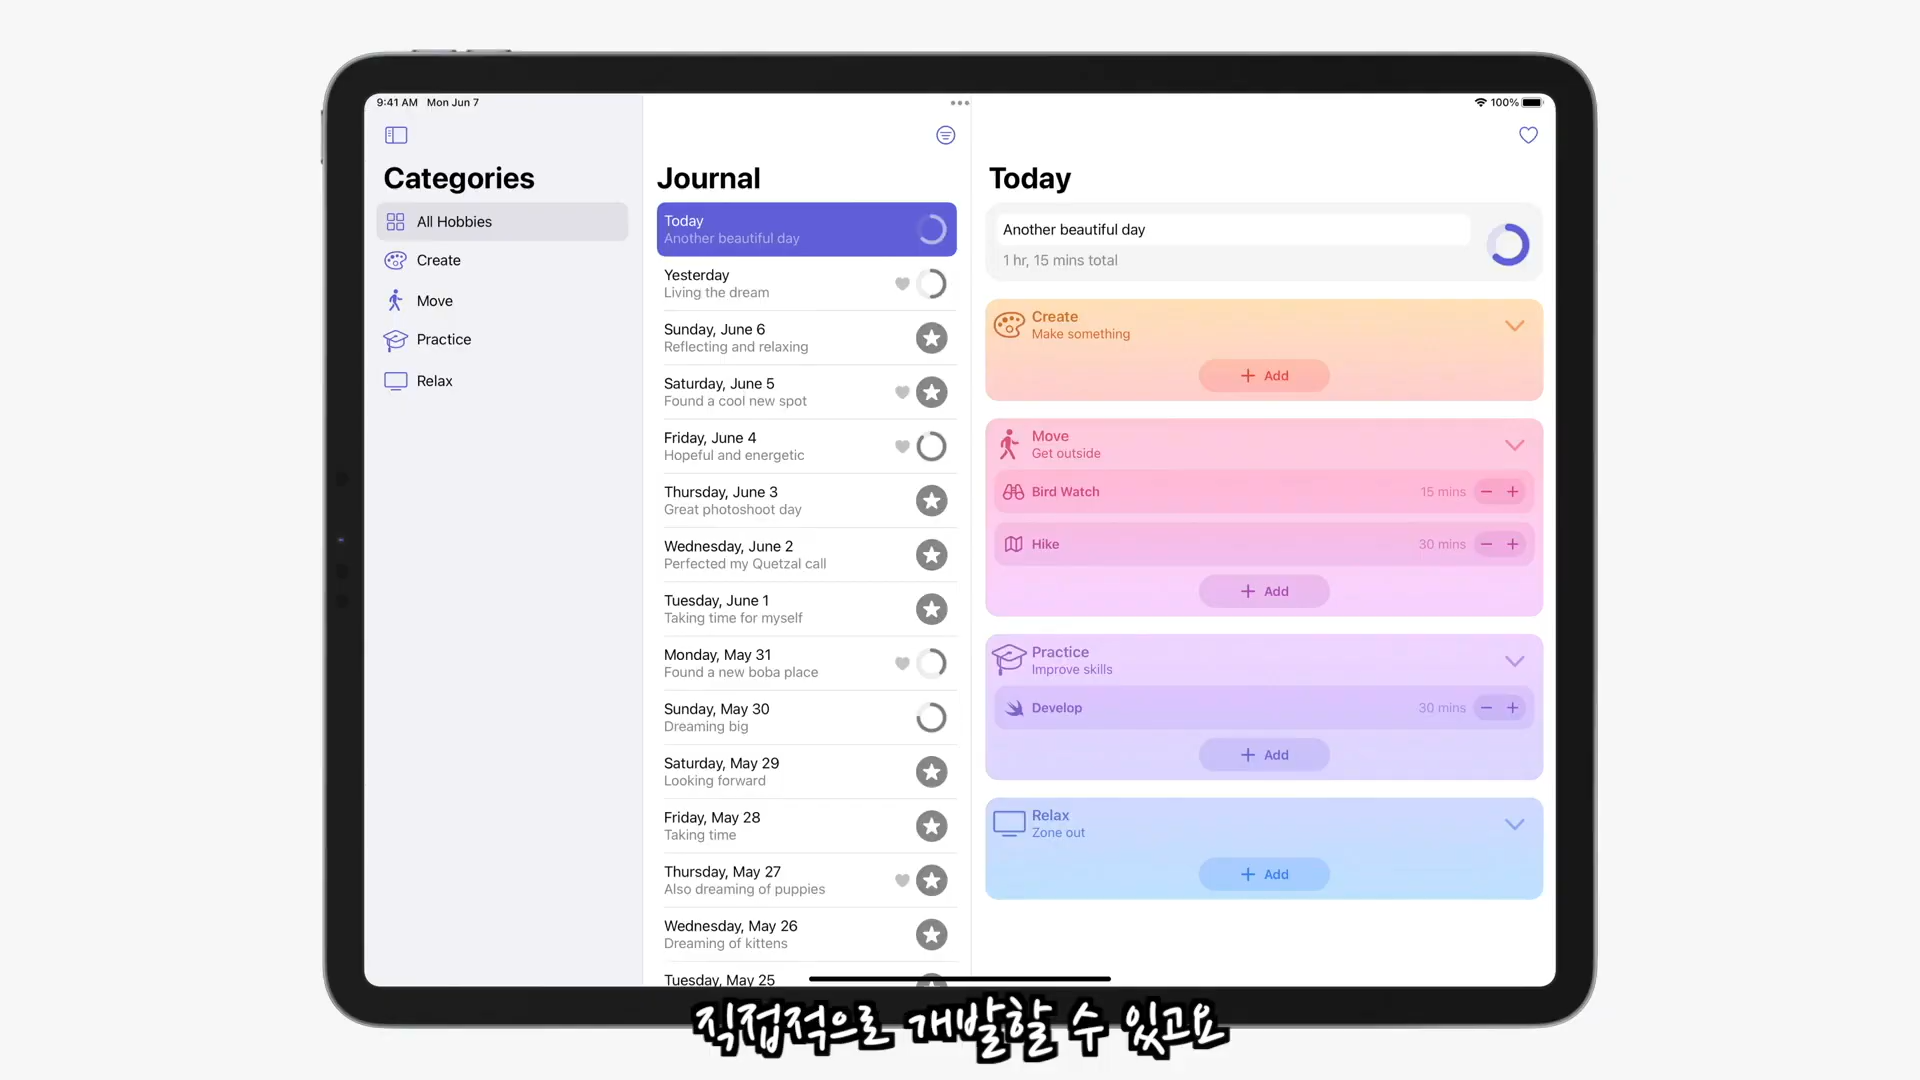 9:41 AM Mon Jun 7
100%
Categories
All Hobbies
Create
Move
Practice
Relax
Journal
Today
Another beautiful day
Yesterday
Living the dream
Sunday, June 6
Reflecting and relaxing
Saturday, June 5
Found a cool new spot
Friday, June 4
Hopeful and energetic
Thursday, June 3
Great photoshoot day
Wednesday, June 2
Perfected my Quetzal call
Tuesday, June 1
Taking time for myself
Monday, May 31
Found a new boba place
Sunday, May 30
Dreaming big
Saturday, May 29
Looking forward
Friday, May 28
Taking time
Thursday, May 27
Also dreaming of puppies
Wednesday, May 26
Dreaming of kittens
Tuesday, May 25
Today
Another beautiful day
1 hr, 15 mins total
Create
Make something
+ Add
Move
Get outside
Bird Watch 15 mins − +
Hike 30 mins − +
+ Add
Practice
Improve skills
Develop 30 mins − +
+ Add
Relax
Zone out
+ Add
직접적으로 개발할 수 있고요